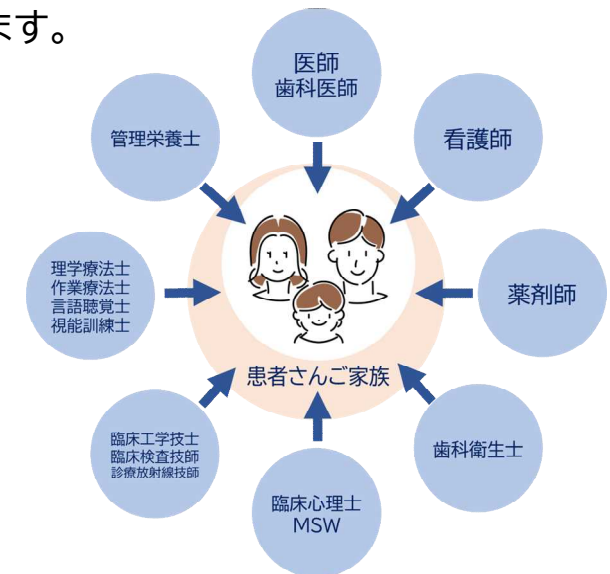 ます。
医師
歯科医師
看護師
薬剤師
歯科衛生士
臨床心理士
MSW
臨床工学技士
臨床検査技師
診療放射線技師
理学療法士
作業療法士
言語聴覚士
視能訓練士
管理栄養士
患者さんご家族